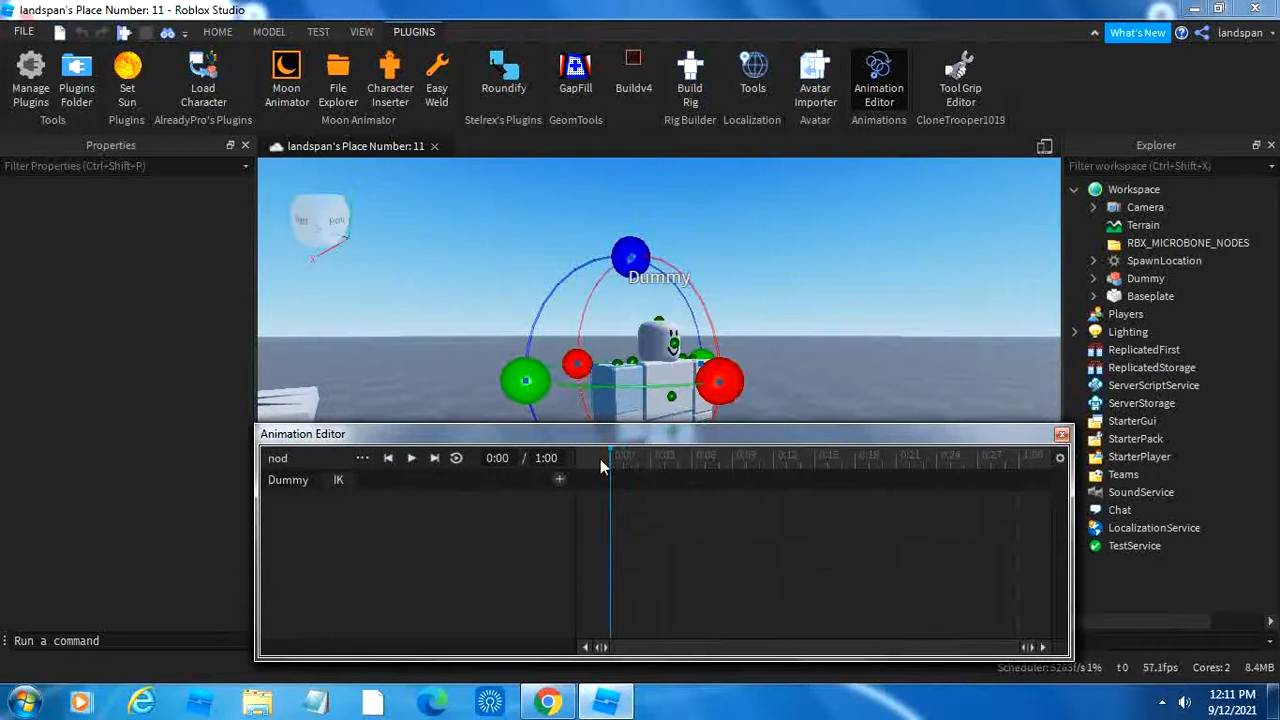 landspan's Place Number: 11 - Roblox Studio
FILE HOME MODEL TEST VIEW PLUGINS What's New landspan
Manage Plugins
Plugins Folder
Tools
Set Sun
Plugins
Load Character
AlreadyPro's Plugins
Moon Animator
File Explorer
Character Inserter
Easy Weld
Moon Animator
Roundify
Stelrex's Plugins
GapFill
GeomTools
Buildv4
Build Rig
Rig Builder
Tools
Localization
Avatar Importer
Avatar
Animation Editor
Animations
Tool Grip Editor
CloneTrooper1019
Properties
Filter Properties (Ctrl+Shift+P)
landspan's Place Number: 11
X
Dummy
Animation Editor
nod
0:00 / 1:00
0:00 0:03 0:06 0:09 0:12 0:15 0:18 0:21 0:24 0:27 1:00
Dummy IK
Explorer
Filter workspace (Ctrl+Shift+X)
Workspace
Camera
Terrain
RBX_MICROBONE_NODES
SpawnLocation
Dummy
Baseplate
Players
Lighting
ReplicatedFirst
ReplicatedStorage
ServerScriptService
ServerStorage
StarterGui
StarterPack
StarterPlayer
Teams
SoundService
Chat
LocalizationService
TestService
Run a command
t 0 57.1fps Cores: 2 8.4MB
12:11 PM
9/12/2021